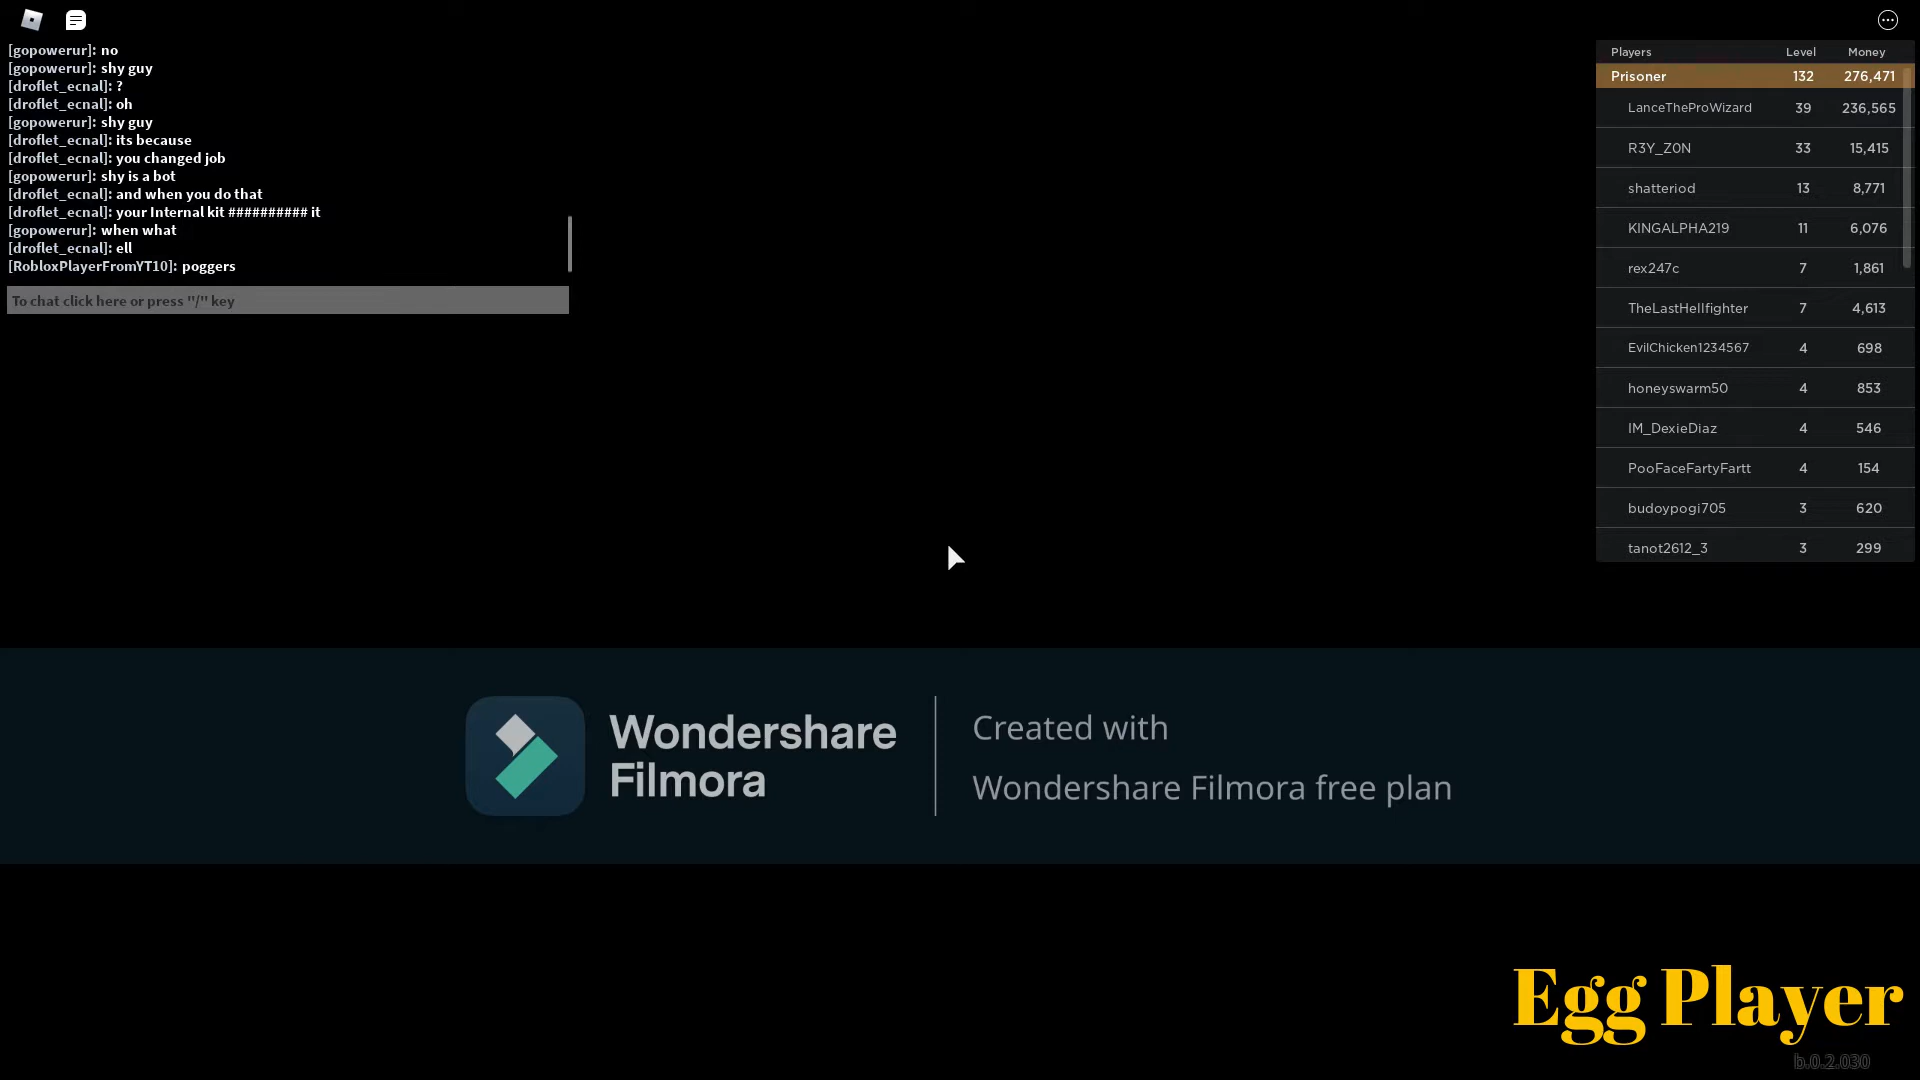 [gopowerur]: no
[gopowerur]: shy guy
[droflet_ecnal]: ?
[droflet_ecnal]: oh
[gopowerur]: shy guy
[droflet_ecnal]: its because
[droflet_ecnal]: you changed job
[gopowerur]: shy is a bot
[droflet_ecnal]: and when you do that
[droflet_ecnal]: your Internal kit ########## it
[gopowerur]: when what
[droflet_ecnal]: ell
[RobloxPlayerFromYT10]: poggers
To chat click here or press "/" key
Players Level Money
Prisoner 132 276,471
LanceTheProWizard 39 236,565
R3Y_Z0N 33 15,415
shatteriod 13 8,771
KINGALPHA219 11 6,076
rex247c 7 1,861
TheLastHellfighter 7 4,613
EvilChicken1234567 4 698
honeyswarm50 4 853
IM_DexieDiaz 4 546
PooFaceFartyFartt 4 154
budoypogi705 3 620
tanot2612_3 3 299
Wondershare
Filmora
Created with
Wondershare Filmora free plan
Egg Player
b.0.2.030